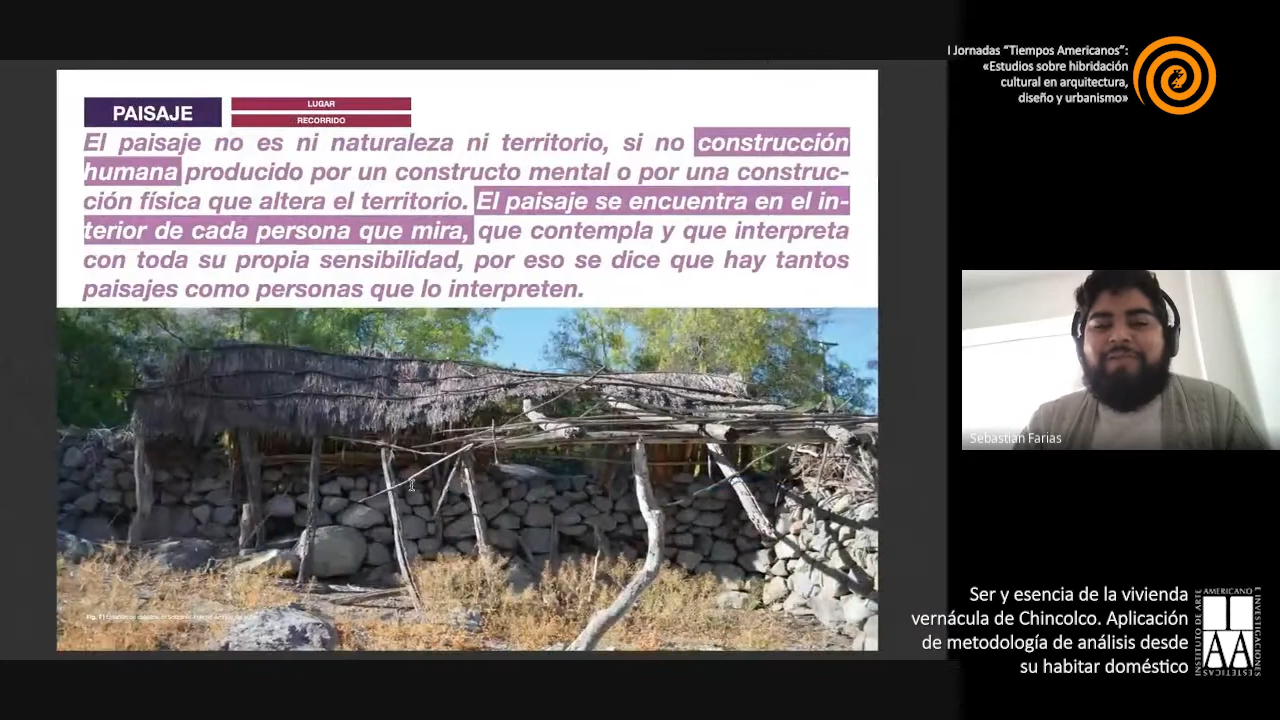 PAISAJE
LUGAR
RECORRIDO
El paisaje no es ni naturaleza ni territorio, si no construcción
humana producido por un constructo mental o por una construc-
ción física que altera el territorio. El paisaje se encuentra en el in-
terior de cada persona que mira, que contempla y que interpreta
con toda su propia sensibilidad, por eso se dice que hay tantos
paisajes como personas que lo interpreten.
I Jornadas "Tiempos Americanos":
«Estudios sobre hibridación
cultural en arquitectura,
diseño y urbanismo»
Sebastian Farias
Ser y esencia de la vivienda
vernácula de Chincolco. Aplicación
de metodología de análisis desde
su habitar doméstico
INSTITUTO DE ARTE
AMERICANO
E INVESTIGACIONES
ESTÉTICAS
IAA